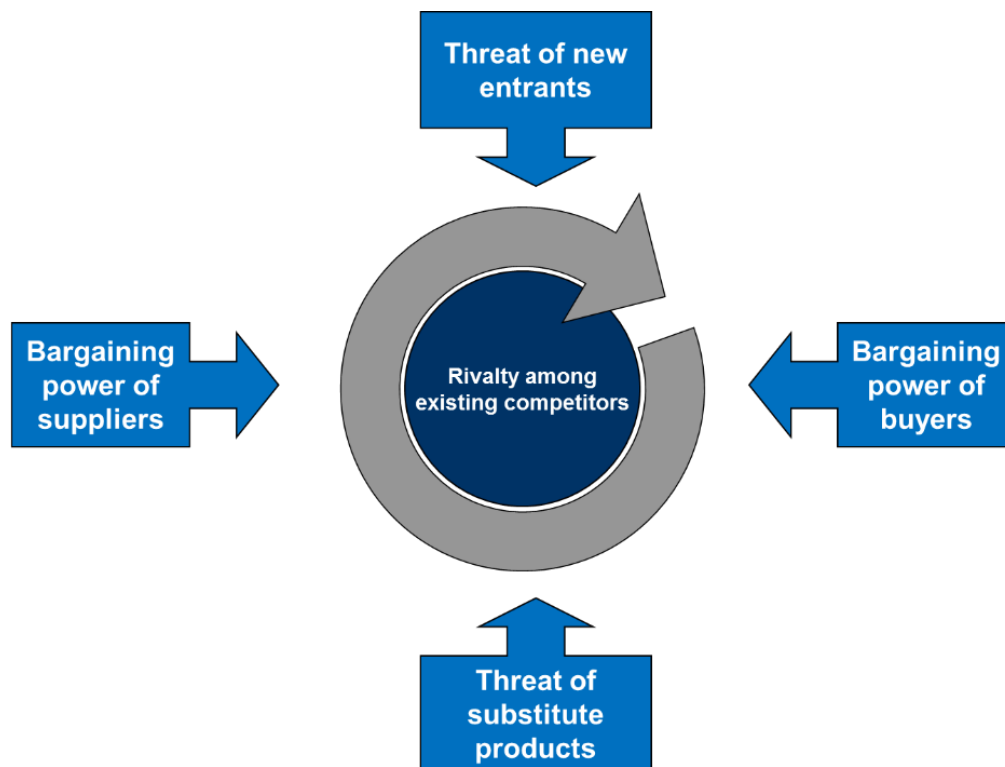 Threat of new
entrants
Bargaining
power of
suppliers
Rivalty among
existing competitors
Bargaining
power of
buyers
Threat of
substitute
products